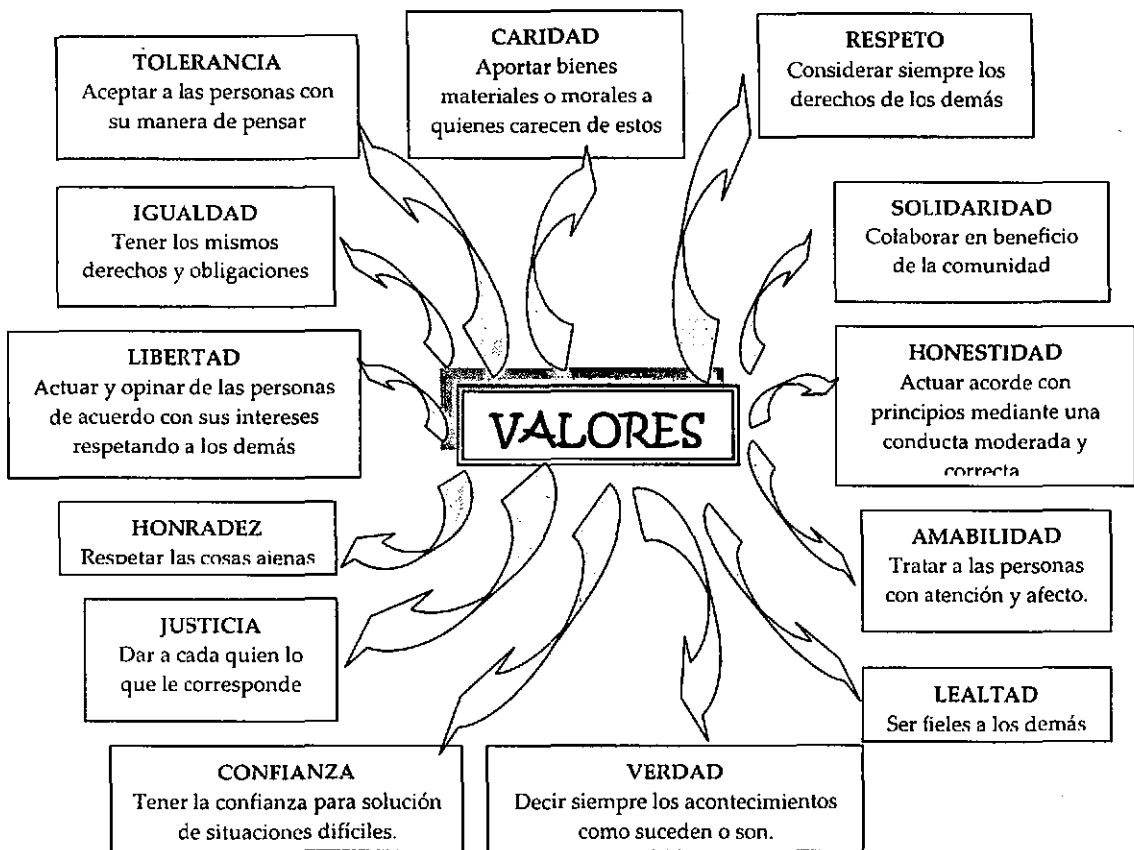 TOLERANCIA
Aceptar a las personas con
su manera de pensar
CARIDAD
Aportar bienes
materiales o morales a
quienes carecen de estos
RESPETO
Considerar siempre los
derechos de los demás
IGUALDAD
Tener los mismos
derechos y obligaciones
SOLIDARIDAD
Colaborar en beneficio
de la comunidad
LIBERTAD
Actuar y opinar de las personas
de acuerdo con sus intereses
respetando a los demás
VALORES
HONESTIDAD
Actuar acorde con
principios mediante una
conducta moderada y
correcta
HONRADEZ
Respetar las cosas ajenas
AMABILIDAD
Tratar a las personas
con atención y afecto.
JUSTICIA
Dar a cada quien lo
que le corresponde
LEALTAD
Ser fieles a los demás
CONFIANZA
Tener la confianza para solución
de situaciones difíciles.
VERDAD
Decir siempre los acontecimientos
como suceden o son.